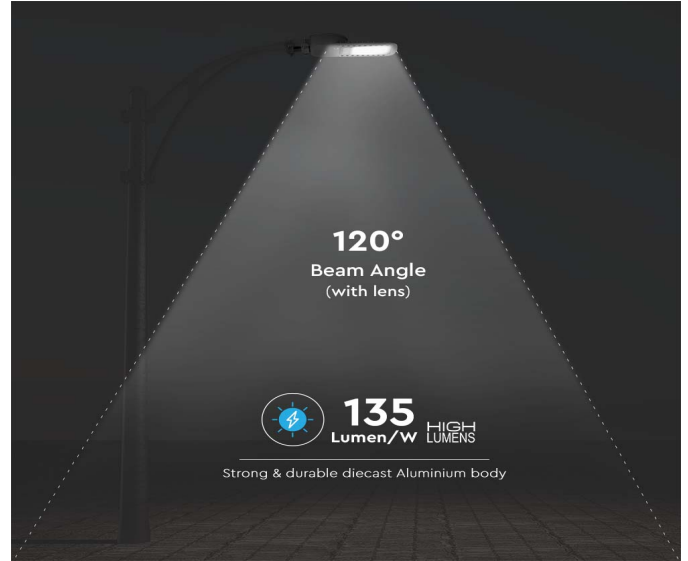 120°
Beam Angle
(with lens)
135
Lumen/W HIGH LUMENS
Strong & durable diecast Aluminium body